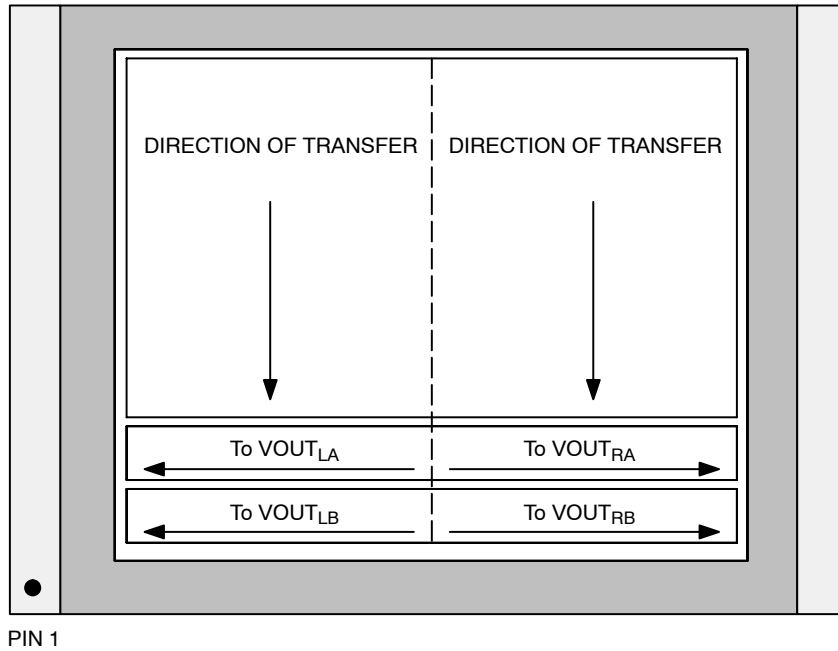 DIRECTION OF TRANSFER
DIRECTION OF TRANSFER
To VOUTLA
To VOUTRA
To VOUTLB
To VOUTRB
PIN 1